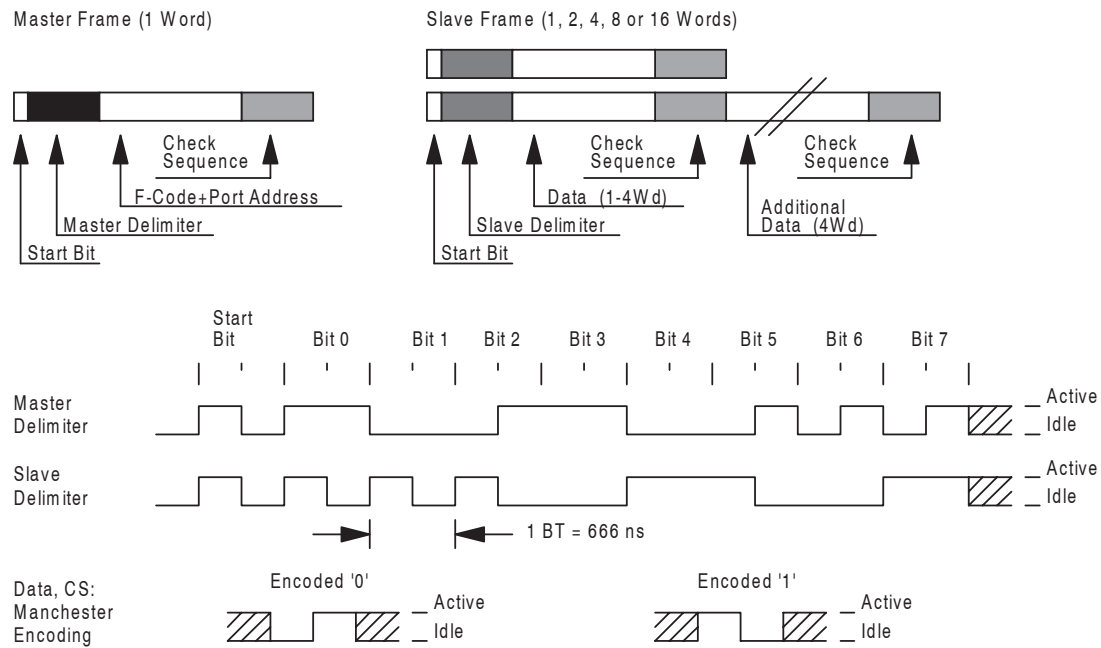 Master Frame (1 Word)
Slave Frame (1, 2, 4, 8 or 16 Words)
Check
Sequence
F-Code+Port Address
Master Delimiter
Start Bit
Check
Sequence
Data (1-4Wd)
Slave Delimiter
Start Bit
Check
Sequence
Additional
Data (4Wd)
Start
Bit
Bit 0
Bit 1
Bit 2
Bit 3
Bit 4
Bit 5
Bit 6
Bit 7
Master
Delimiter
Active
Idle
Slave
Delimiter
Active
Idle
1 BT = 666 ns
Data, CS:
Manchester
Encoding
Encoded '0'
Active
Idle
Encoded '1'
Active
Idle